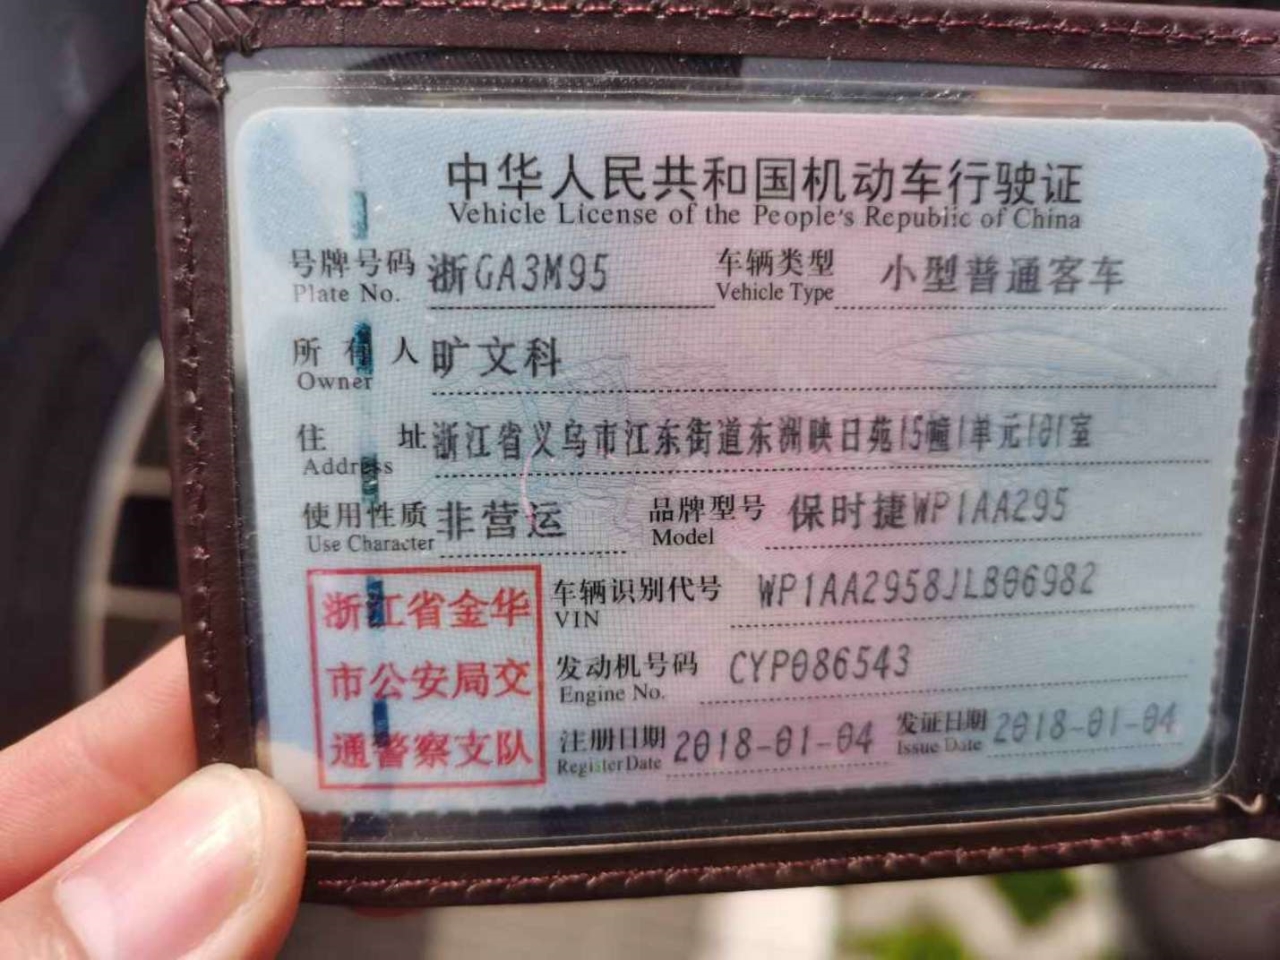 中华人民共和国机动车行驶证
Vehicle License of the People's Republic of China
号牌号码 浙GA3M95 车辆类型 小型普通客车
Plate No. Vehicle Type
所有人 旷文科
Owner
住址 浙江省义乌市江东街道东洲映日苑15幢1单元101室
Address
使用性质 非营运 品牌型号 保时捷WP1AA295
Use Character Model
浙江省金华
市公安局交
通警察支队
车辆识别代号 WP1AA2958JLB06982
VIN
发动机号码 CYP086543
Engine No.
注册日期 2018-01-04 发证日期 2018-01-04
Register Date Issue Date